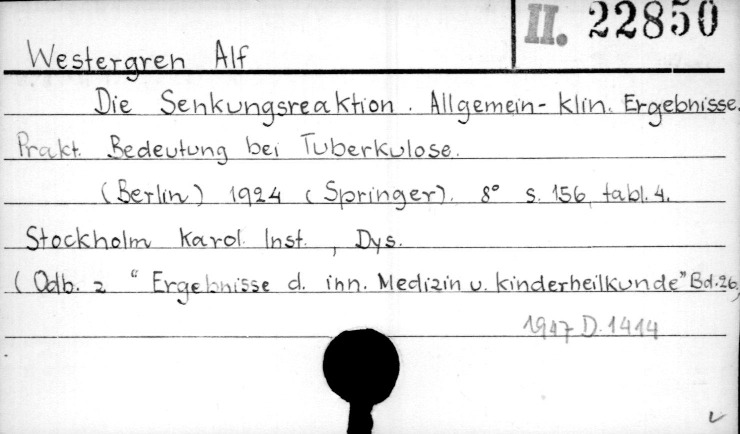 II. 22850
Westergren Alf
Die Senkungsreaktion. Allgemein-klin. Ergebnisse.
Prakt. Bedeutung bei Tuberkulose.
(Berlin) 1924 (Springer). 8° s. 156, tabl. 4.
Stockholm Karol. Inst., Dys.
(Odb. z "Ergebnisse d. inn. Medizin u. Kinderheilkunde" Bd. 26)
1947 D. 1414